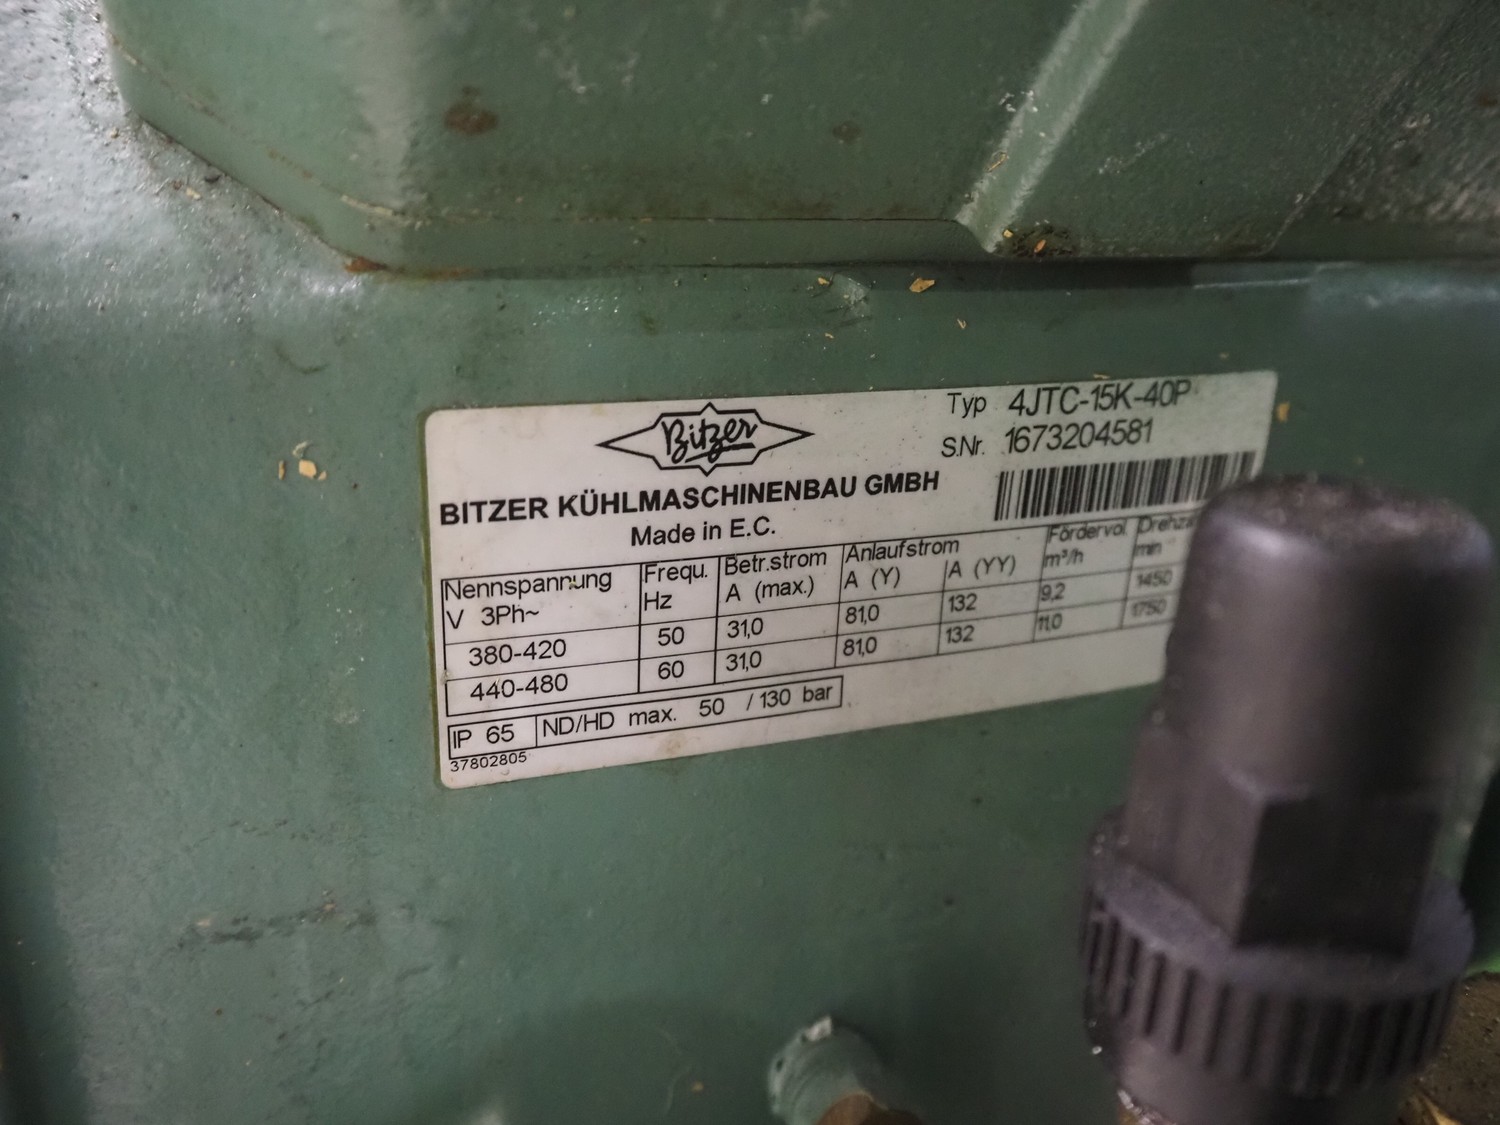 Bitzer
Typ 4JTC-15K-40P
S.Nr. 1673204581
BITZER KÜHLMASCHINENBAU GMBH
Made in E.C.
Nennspannung Frequ. Betr.strom Anlaufstrom Fördervol.
V 3Ph~ Hz A (max.) A (Y) A (YY) m³/h min
380-420 50 31,0 81,0 132 9,2 1450
440-480 60 31,0 81,0 132 11,0 1750
IP 65 ND/HD max. 50 /130 bar
37802805